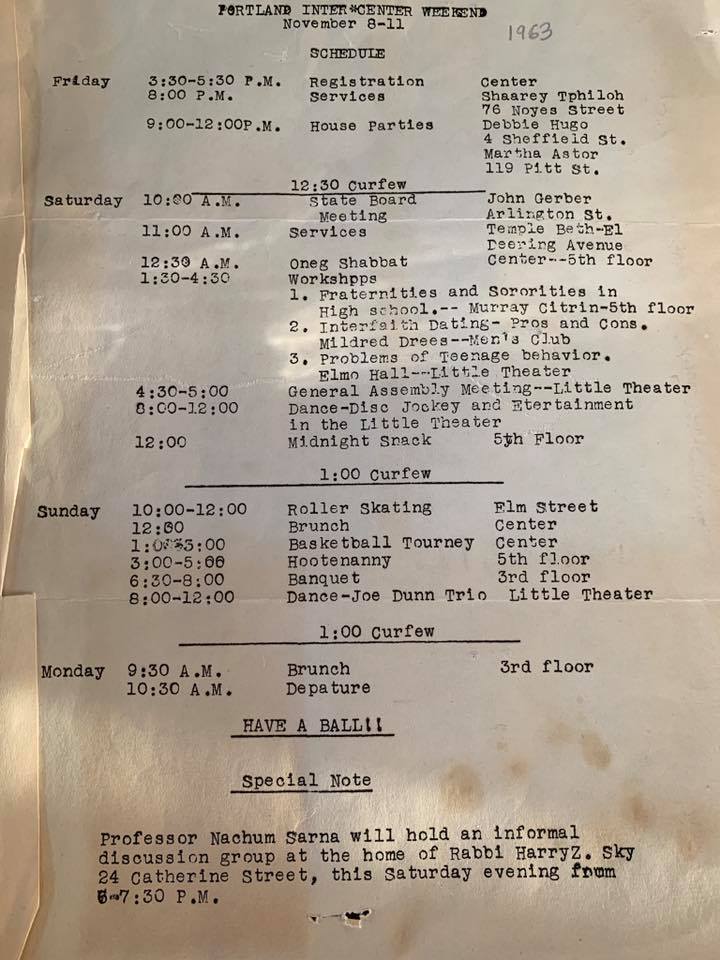 PORTLAND INTER*CENTER WEEKEND
November 8-11
1963
SCHEDULE
Friday 3:30-5:30 P.M. Registration Center
8:00 P.M. Services Shaarey Tphiloh
76 Noyes Street
9:00-12:00P.M. House Parties Debbie Hugo
4 Sheffield St.
Martha Astor
119 Pitt St.
12:30 Curfew
Saturday 10:00 A.M. State Board John Gerber
Meeting Arlington St.
11:00 A.M. Services Temple Beth-El
Deering Avenue
12:30 A.M. Oneg Shabbat Center--5th floor
1:30-4:30 Workshpps
1. Fraternities and Sororities in
High school.-- Murray Citrin-5th floor
2. Interfaith Dating- Pros and Cons.
Mildred Drees--Men's Club
3. Problems of Teenage behavior.
Elmo Hall--Little Theater
4:30-5:00 General Assembly Meeting--Little Theater
8:00-12:00 Dance-Disc Jockey and Etertainment
in the Little Theater
12:00 Midnight Snack 5th Floor
1:00 Curfew
Sunday 10:00-12:00 Roller Skating Elm Street
12:00 Brunch Center
Basketball Tourney Center
3:00-5:00 Hootenanny 5th floor
6:30-8:00 Banquet 3rd floor
8:00-12:00 Dance-Joe Dunn Trio Little Theater
1:00 Curfew
Monday 9:30 A.M. Brunch 3rd floor
10:30 A.M. Depature
HAVE A BALL!!
Special Note
Professor Nachum Sarna will hold an informal
discussion group at the home of Rabbi HarryZ. Sky
24 Catherine Street, this Saturday evening from
7:30 P.M.